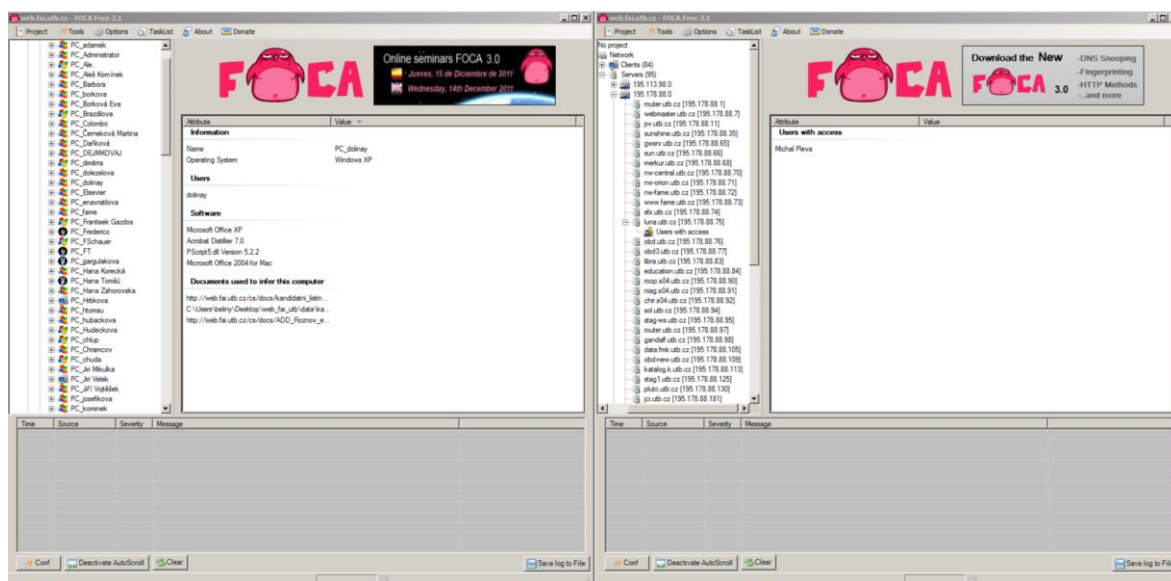 web.fai.utb.cz - FOCA Free 3.1
Project Tools Options TaskList About Donate
PC_adamek
PC_Administrator
PC_Ale
PC_Aleš Komínek
PC_Barbora
PC_borkova
PC_Borková Eva
PC_Brazdilova
PC_Colombo
PC_Černeková Martina
PC_Daříková
PC_DEJMKOVAJ
PC_dimitra
PC_dolezelova
PC_dolinay
PC_Elsevier
PC_enavratilova
PC_fame
PC_Frantisek Gazdos
PC_Frederico
PC_FSchauer
PC_FT
PC_gargulakova
PC_Hana Korecká
PC_Hana Tomišů
PC_Hana Zahorovska
PC_Hrbkova
PC_htomsu
PC_hubackova
PC_Hudeckova
PC_chlup
PC_Chramcov
PC_chuda
PC_Jiri Mikulka
PC_Jiri Velek
PC_JiŘí Vojtěšek
PC_josefikova
PC_kominek
FOCA
Online seminars FOCA 3.0
Jueves, 15 de Diciembre de 2011
Wednesday, 14th December 2011
Attribute Value
Information
Name PC_dolinay
Operating System Windows XP
Users
dolinay
Software
Microsoft Office XP
Acrobat Distiller 7.0
PScript5.dll Version 5.2.2
Microsoft Office 2004 for Mac
Documents used to infer this computer
http://web.fai.utb.cz/cs/docs/kandidatni_listin...
C:\Users\beliny\Desktop\web_fai_utb\data\ka...
http://web.fai.utb.cz/cs/docs/ADD_Roznov_e...
Time Source Severity Message
Conf Deactivate AutoScroll Clear Save log to File
web.fai.utb.cz - FOCA Free 3.1
Project Tools Options TaskList About Donate
No project
Network
Clients (84)
Servers (95)
195.113.98.0
195.178.88.0
router.utb.cz [195.178.88.1]
webmaster.utb.cz [195.178.88.7]
pv.utb.cz [195.178.88.11]
sunshine.utb.cz [195.178.88.35]
gwsrv.utb.cz [195.178.88.65]
sun.utb.cz [195.178.88.66]
merkur.utb.cz [195.178.88.68]
nw-central.utb.cz [195.178.88.70]
nw-orion.utb.cz [195.178.88.71]
nw-fame.utb.cz [195.178.88.72]
www.fame.utb.cz [195.178.88.73]
sfx.utb.cz [195.178.88.74]
luna.utb.cz [195.178.88.75]
Users with access
obd.utb.cz [195.178.88.76]
obd3.utb.cz [195.178.88.77]
libra.utb.cz [195.178.88.83]
education.utb.cz [195.178.88.84]
roop.s04.utb.cz [195.178.88.90]
niag.s04.utb.cz [195.178.88.91]
chir.s04.utb.cz [195.178.88.92]
sol.utb.cz [195.178.88.94]
stag-ws.utb.cz [195.178.88.95]
router.utb.cz [195.178.88.97]
gandalf.utb.cz [195.178.88.98]
data.fmk.utb.cz [195.178.88.105]
obd-new.utb.cz [195.178.88.109]
katalog.k.utb.cz [195.178.88.113]
stag1.utb.cz [195.178.88.125]
pluto.utb.cz [195.178.88.130]
jci.utb.cz [195.178.88.181]
FOCA
Download the New
FOCA 3.0
-DNS Snooping
-Fingerprinting
-HTTP Methods
-...and more
Attribute Value
Users with access
Michal Pleva
Time Source Severity Message
Conf Deactivate AutoScroll Clear Save log to File